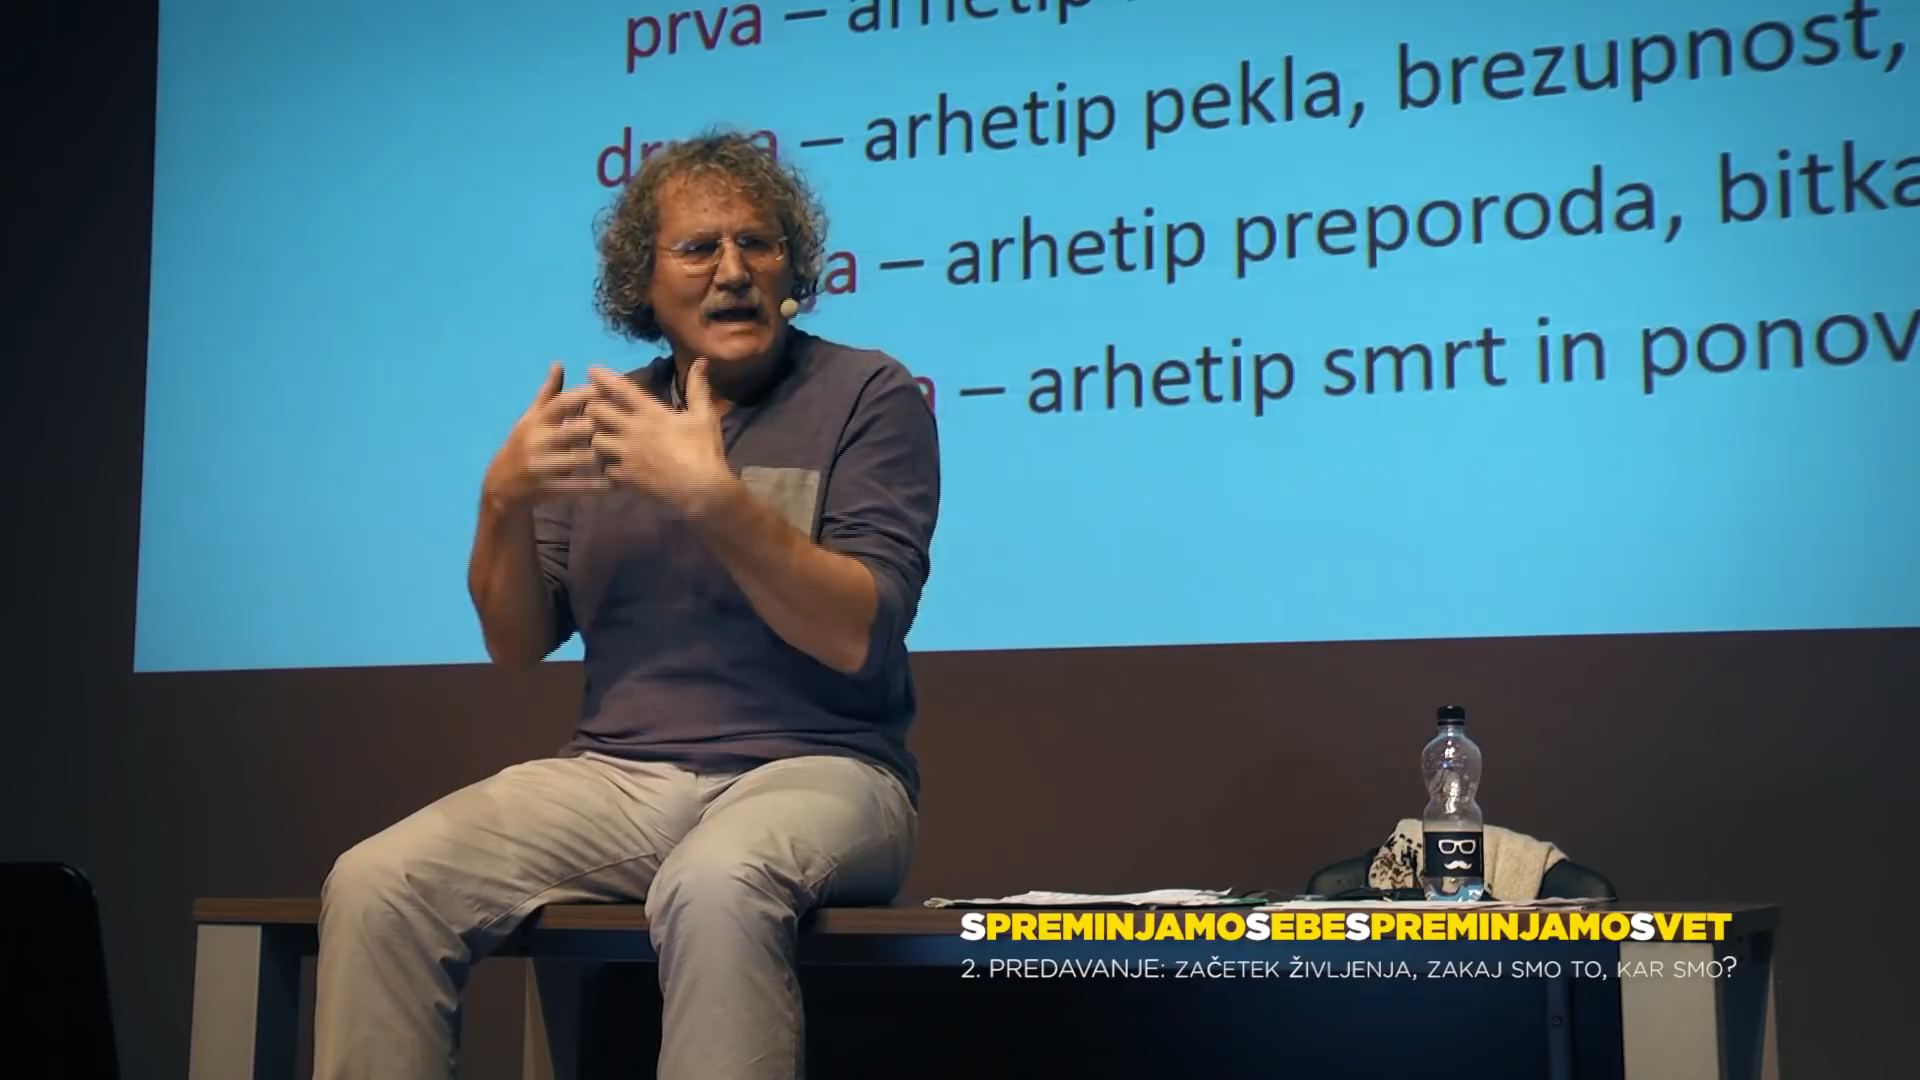 prva –
– arhetip pekla, brezupnost,
– arhetip preporoda, bitka
– arhetip smrt in ponov
SPREMINJAMOSEBESPREMINJAMOSVET
2. PREDAVANJE: ZAČETEK ŽIVLJENJA, ZAKAJ SMO TO, KAR SMO?